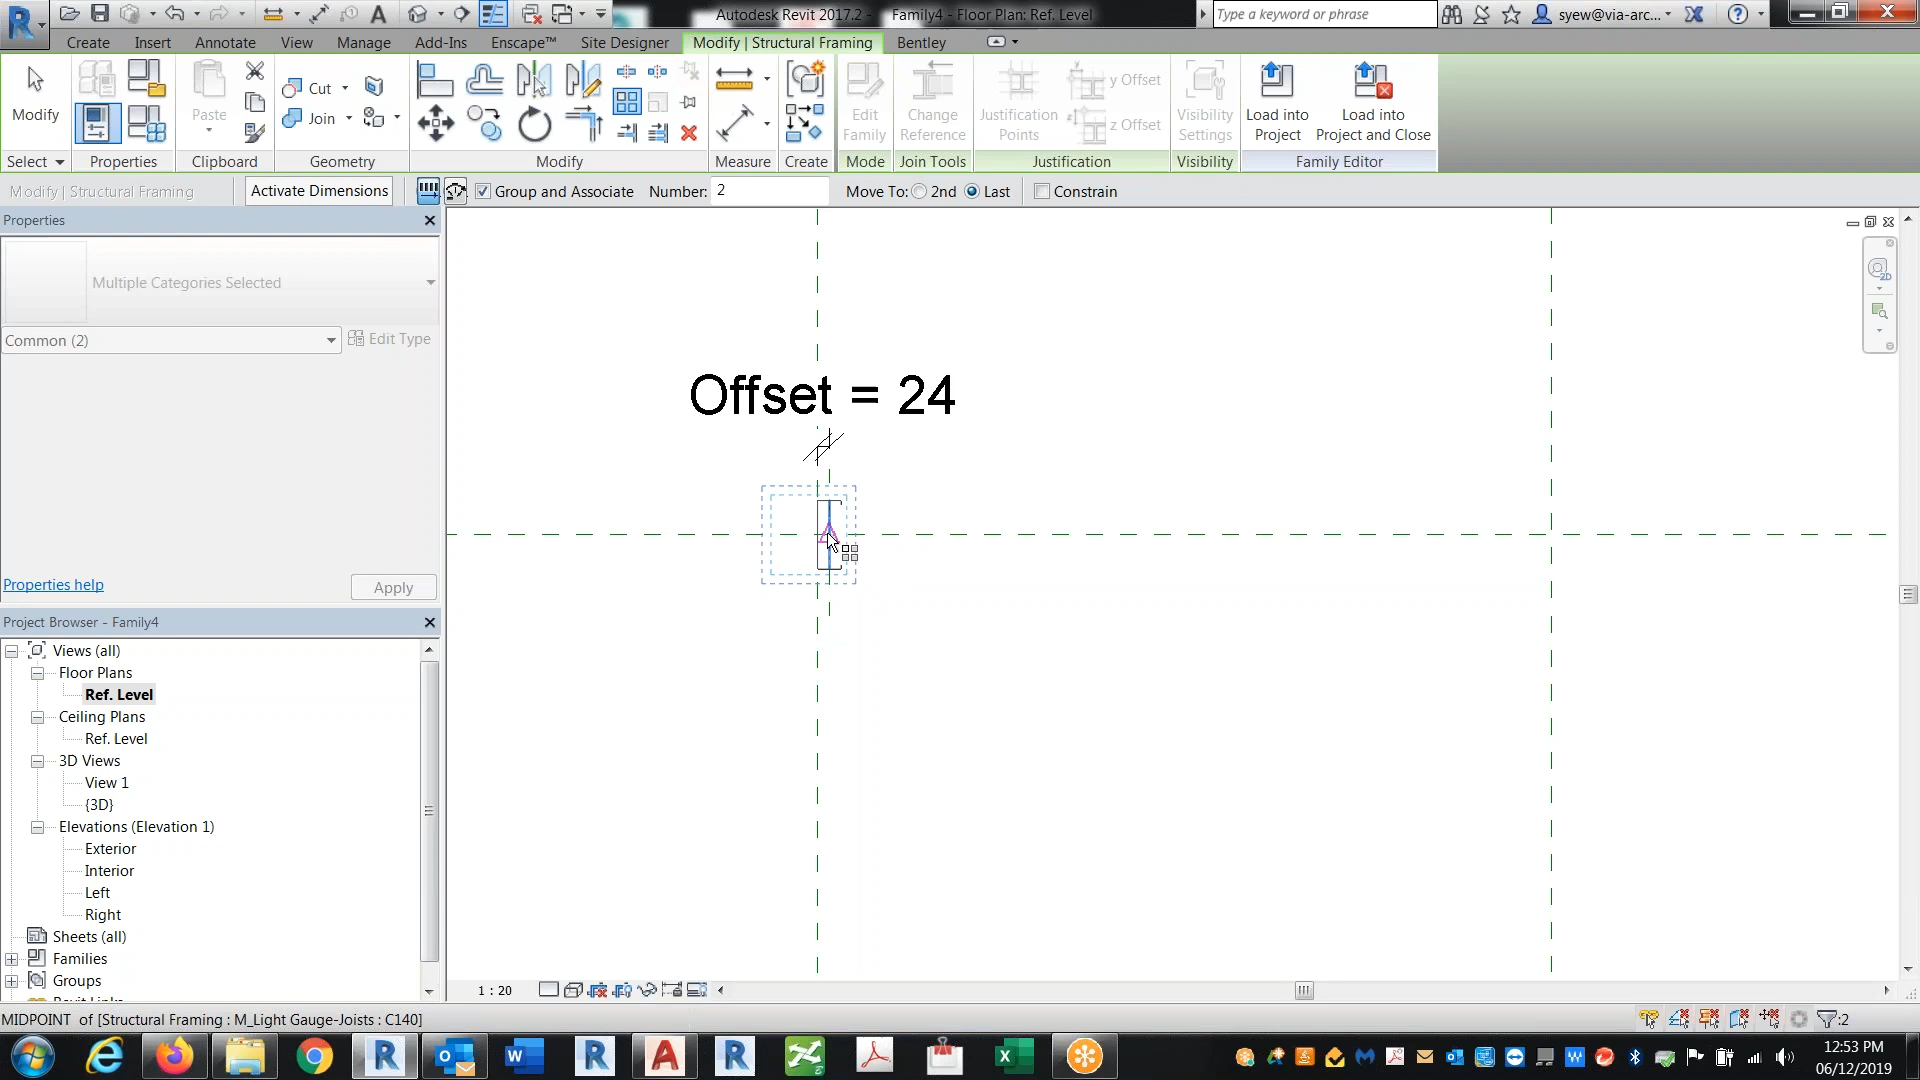 Autodesk Revit 2017.2 - Family4 - Floor Plan: Ref. Level
Type a keyword or phrase
syew@via-arc...
Create Insert Annotate View Manage Add-Ins Enscape™ Site Designer Modify | Structural Framing Bentley
Modify
Paste
Cut
Join
Edit Family
Change Reference
Justification Points
y Offset
z Offset
Visibility Settings
Load into Project
Load into Project and Close
Select Properties Clipboard Geometry Modify Measure Create Mode Join Tools Justification Visibility Family Editor
Modify | Structural Framing Activate Dimensions Group and Associate Number: 2 Move To: 2nd Last Constrain
Properties
Multiple Categories Selected
Common (2) Edit Type
Properties help Apply
Project Browser - Family4
Views (all)
Floor Plans
Ref. Level
Ceiling Plans
Ref. Level
3D Views
View 1
{3D}
Elevations (Elevation 1)
Exterior
Interior
Left
Right
Sheets (all)
Families
Groups
Revit Links
Offset = 24
2D
1 : 20
MIDPOINT of [Structural Framing : M_Light Gauge-Joists : C140]
:2
12:53 PM
06/12/2019